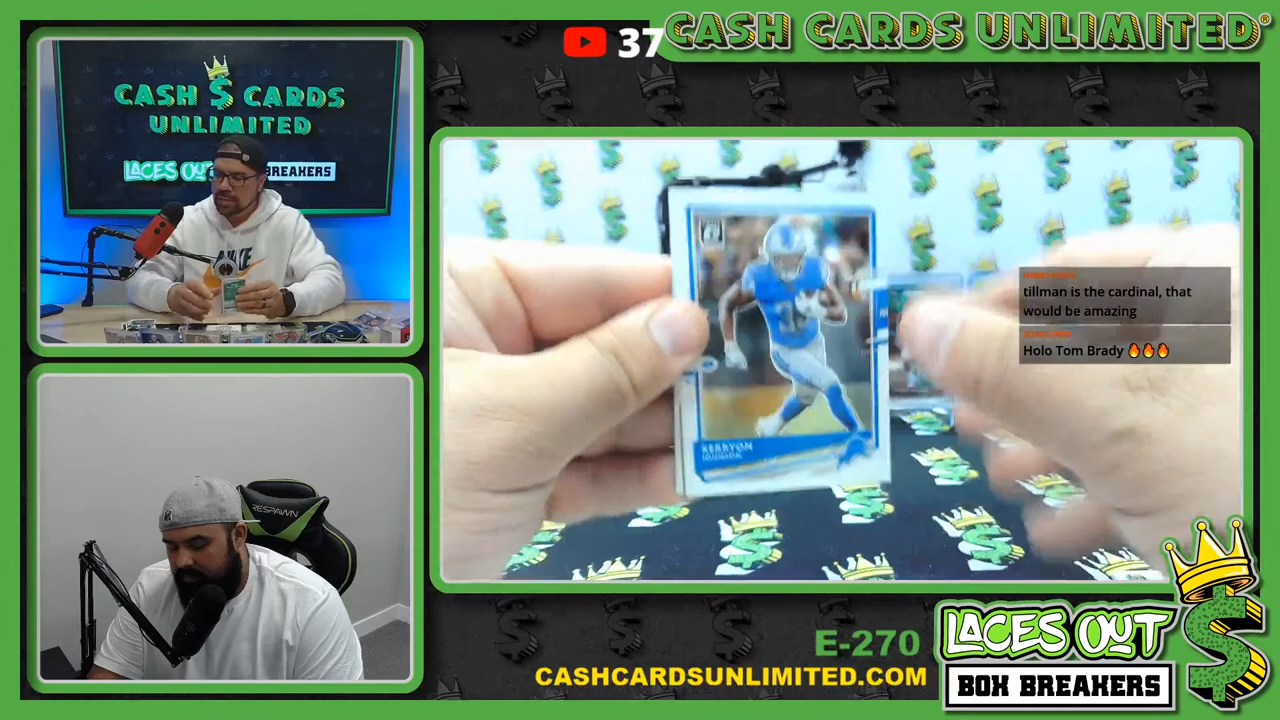 37
CASH CARDS UNLIMITED®
CASH $ CARDS
UNLIMITED
LACES OUT
BREAKERS
tillman is the cardinal, that
would be amazing
Holo Tom Brady 🔥🔥🔥
KERRYON
JOHNSON
RESPAWN
E-270
CASHCARDSUNLIMITED.COM
LACES OUT
BOX BREAKERS